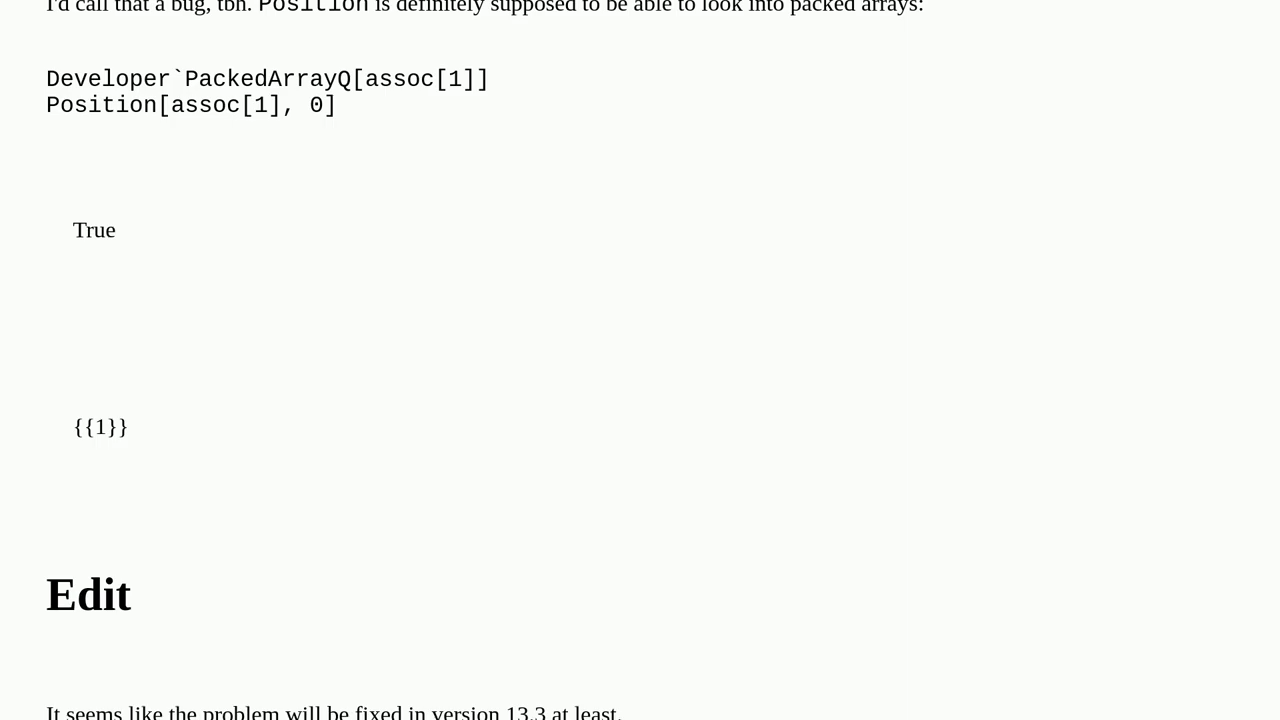 I'd call that a bug, tbh. Position is definitely supposed to be able to look into packed arrays:
Developer`PackedArrayQ[assoc[1]]
Position[assoc[1], 0]
True
{{1}}
Edit
It seems like the problem will be fixed in version 13.3 at least.